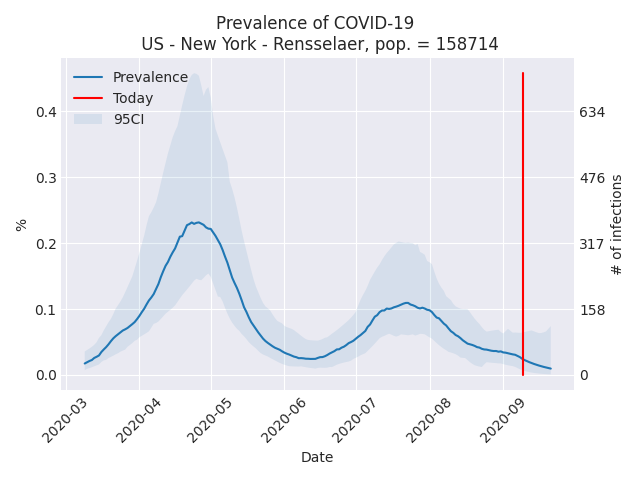 Prevalence of COVID-19
US - New York - Rensselaer, pop. = 158714
Prevalence
Today
95CI
%
0.4
0.3
0.2
0.1
0.0
634
476
317
158
0
# of infections
2020-03
2020-04
2020-05
2020-06
2020-07
2020-08
2020-09
Date